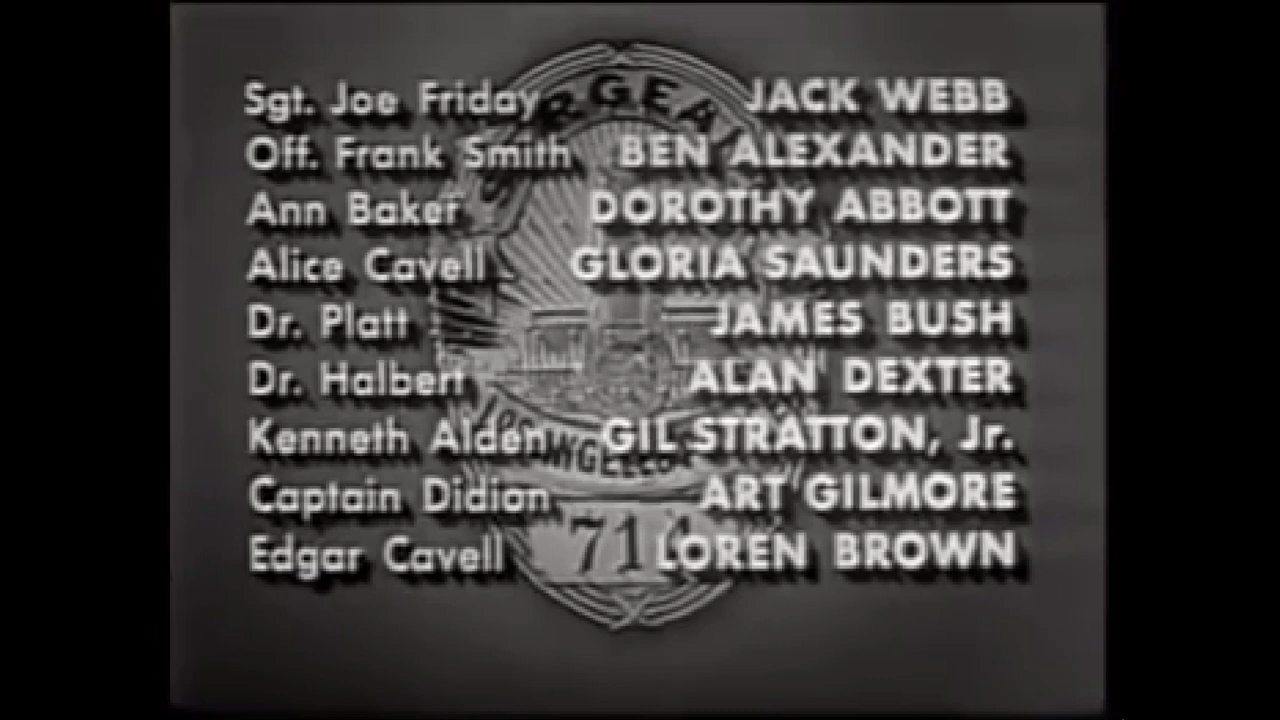 Sgt. Joe Friday JACK WEBB
Off. Frank Smith BEN ALEXANDER
Ann Baker DOROTHY ABBOTT
Alice Cavell GLORIA SAUNDERS
Dr. Platt JAMES BUSH
Dr. Halbert ALAN DEXTER
Kenneth Alden GIL STRATTON, Jr.
Captain Didion ART GILMORE
Edgar Cavell LOREN BROWN
714